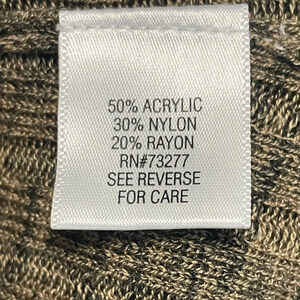 50% ACRYLIC
30% NYLON
20% RAYON
RN#73277
SEE REVERSE
FOR CARE